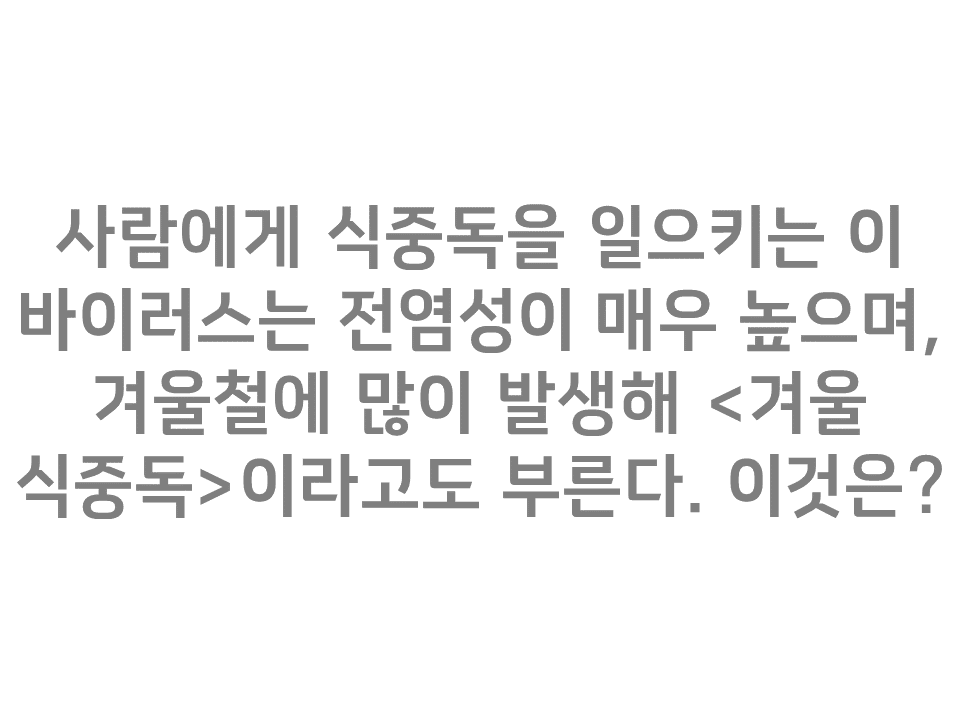 사람에게 식중독을 일으키는 이
바이러스는 전염성이 매우 높으며,
겨울철에 많이 발생해 <겨울
식중독>이라고도 부른다. 이것은?